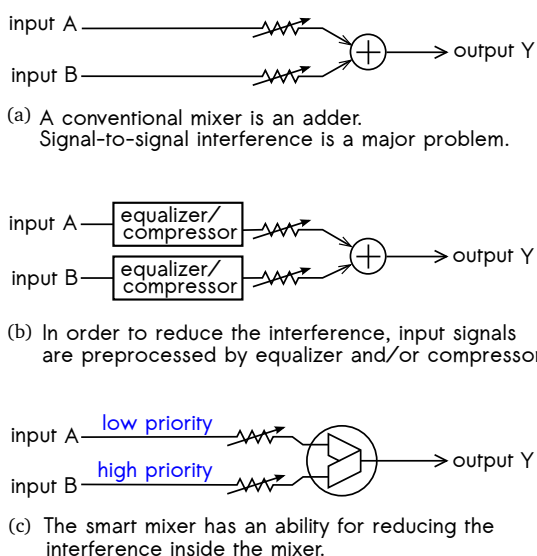 input A
output Y
input B
(a) A conventional mixer is an adder.
Signal-to-signal interference is a major problem.
input A
equalizer/
compressor
output Y
input B
equalizer/
compressor
(b) In order to reduce the interference, input signals
are preprocessed by equalizer and/or compressor
low priority
input A
output Y
high priority
input B
(c) The smart mixer has an ability for reducing the
interference inside the mixer.